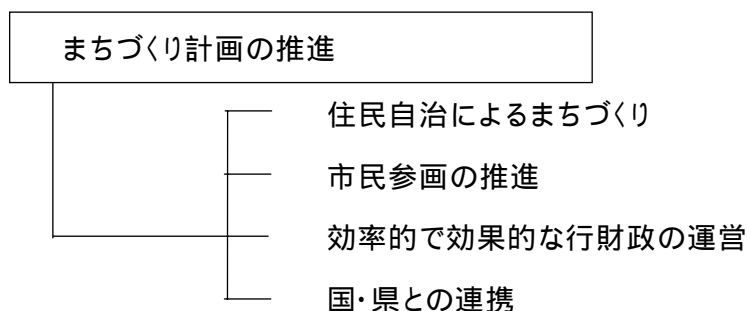 まちづくり計画の推進
住民自治によるまちづくり
市民参画の推進
効率的で効果的な行財政の運営
国・県との連携